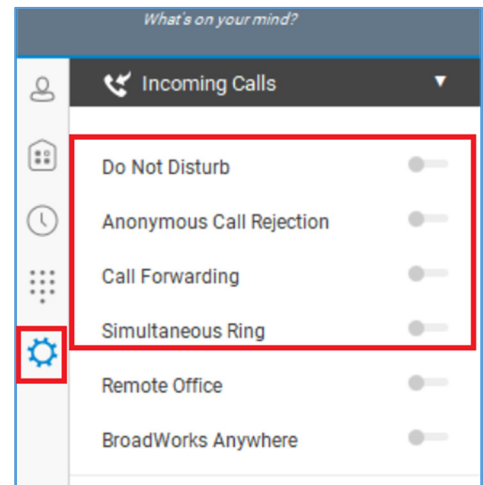 What's on your mind?
Incoming Calls
Do Not Disturb
Anonymous Call Rejection
Call Forwarding
Simultaneous Ring
Remote Office
BroadWorks Anywhere